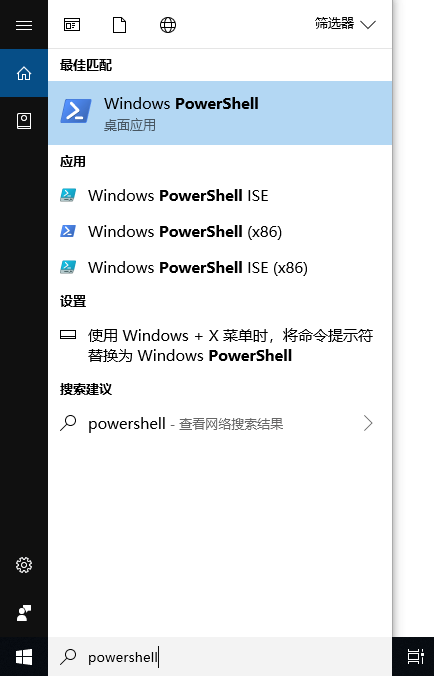 筛选器
最佳匹配
Windows PowerShell
桌面应用
应用
Windows PowerShell ISE
Windows PowerShell (x86)
Windows PowerShell ISE (x86)
设置
使用 Windows + X 菜单时，将命令提示符
替换为 Windows PowerShell
搜索建议
powershell - 查看网络搜索结果
powershell